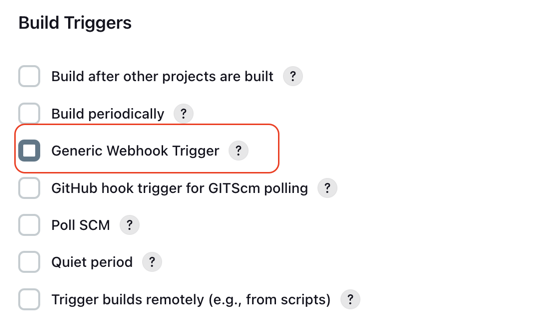 Build Triggers
Build after other projects are built ?
Build periodically ?
Generic Webhook Trigger ?
GitHub hook trigger for GITScm polling ?
Poll SCM ?
Quiet period ?
Trigger builds remotely (e.g., from scripts) ?